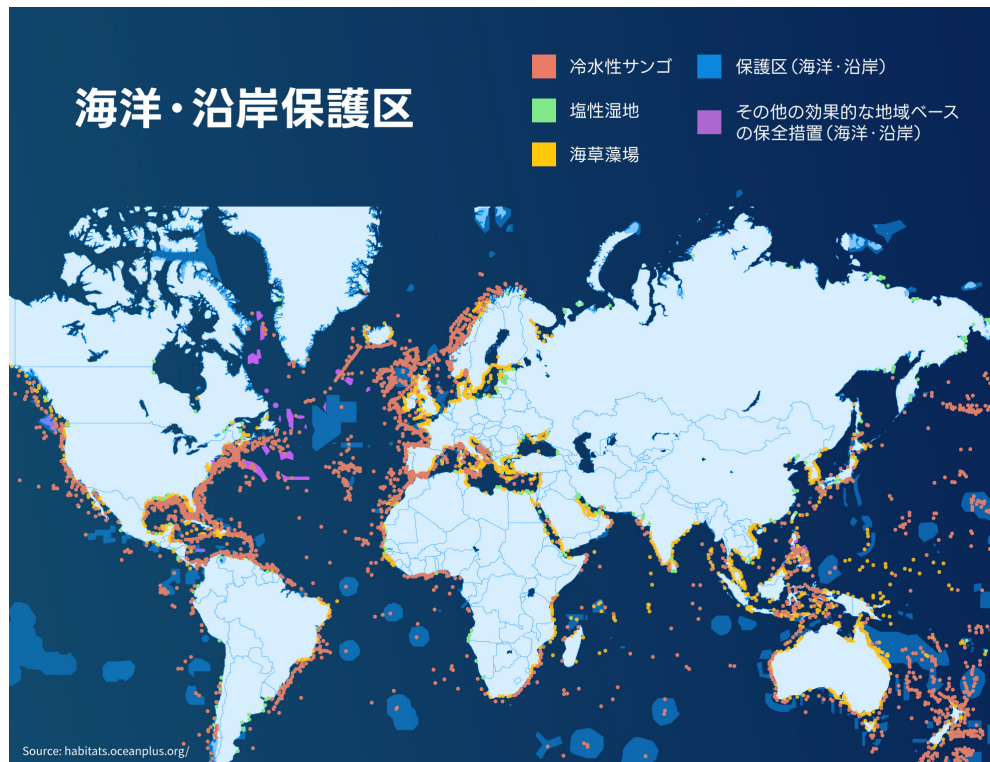 海洋・沿岸保護区
冷水性サンゴ
塩性湿地
海草藻場
保護区（海洋・沿岸）
その他の効果的な地域ベース
の保全措置（海洋・沿岸）
Source: habitats.oceanplus.org/